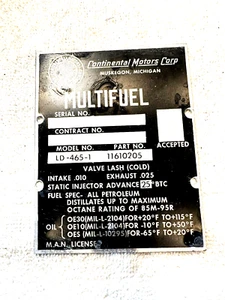 Continental Motors Corp
MUSKEGON, MICHIGAN
MULTIFUEL
SERIAL NO.
CONTRACT NO.
ACCEPTED
MODEL NO. PART NO.
LD-465-1 11610205
VALVE LASH (COLD)
INTAKE .010 EXHAUST .025
STATIC INJECTOR ADVANCE 25° BTC
FUEL SPEC- ALL PETROLEUM
DISTILLATES UP TO MAXIMUM
OCTANE RATING OF 85M-95R
OE30(MIL-L-2104)FOR+20°F TO+115°F
OIL OE10(MIL-L-2104)FOR -10°F TO+50°F
OES (MIL-L-10295)FOR-65°F TO+20°F
M.A.N. LICENSE